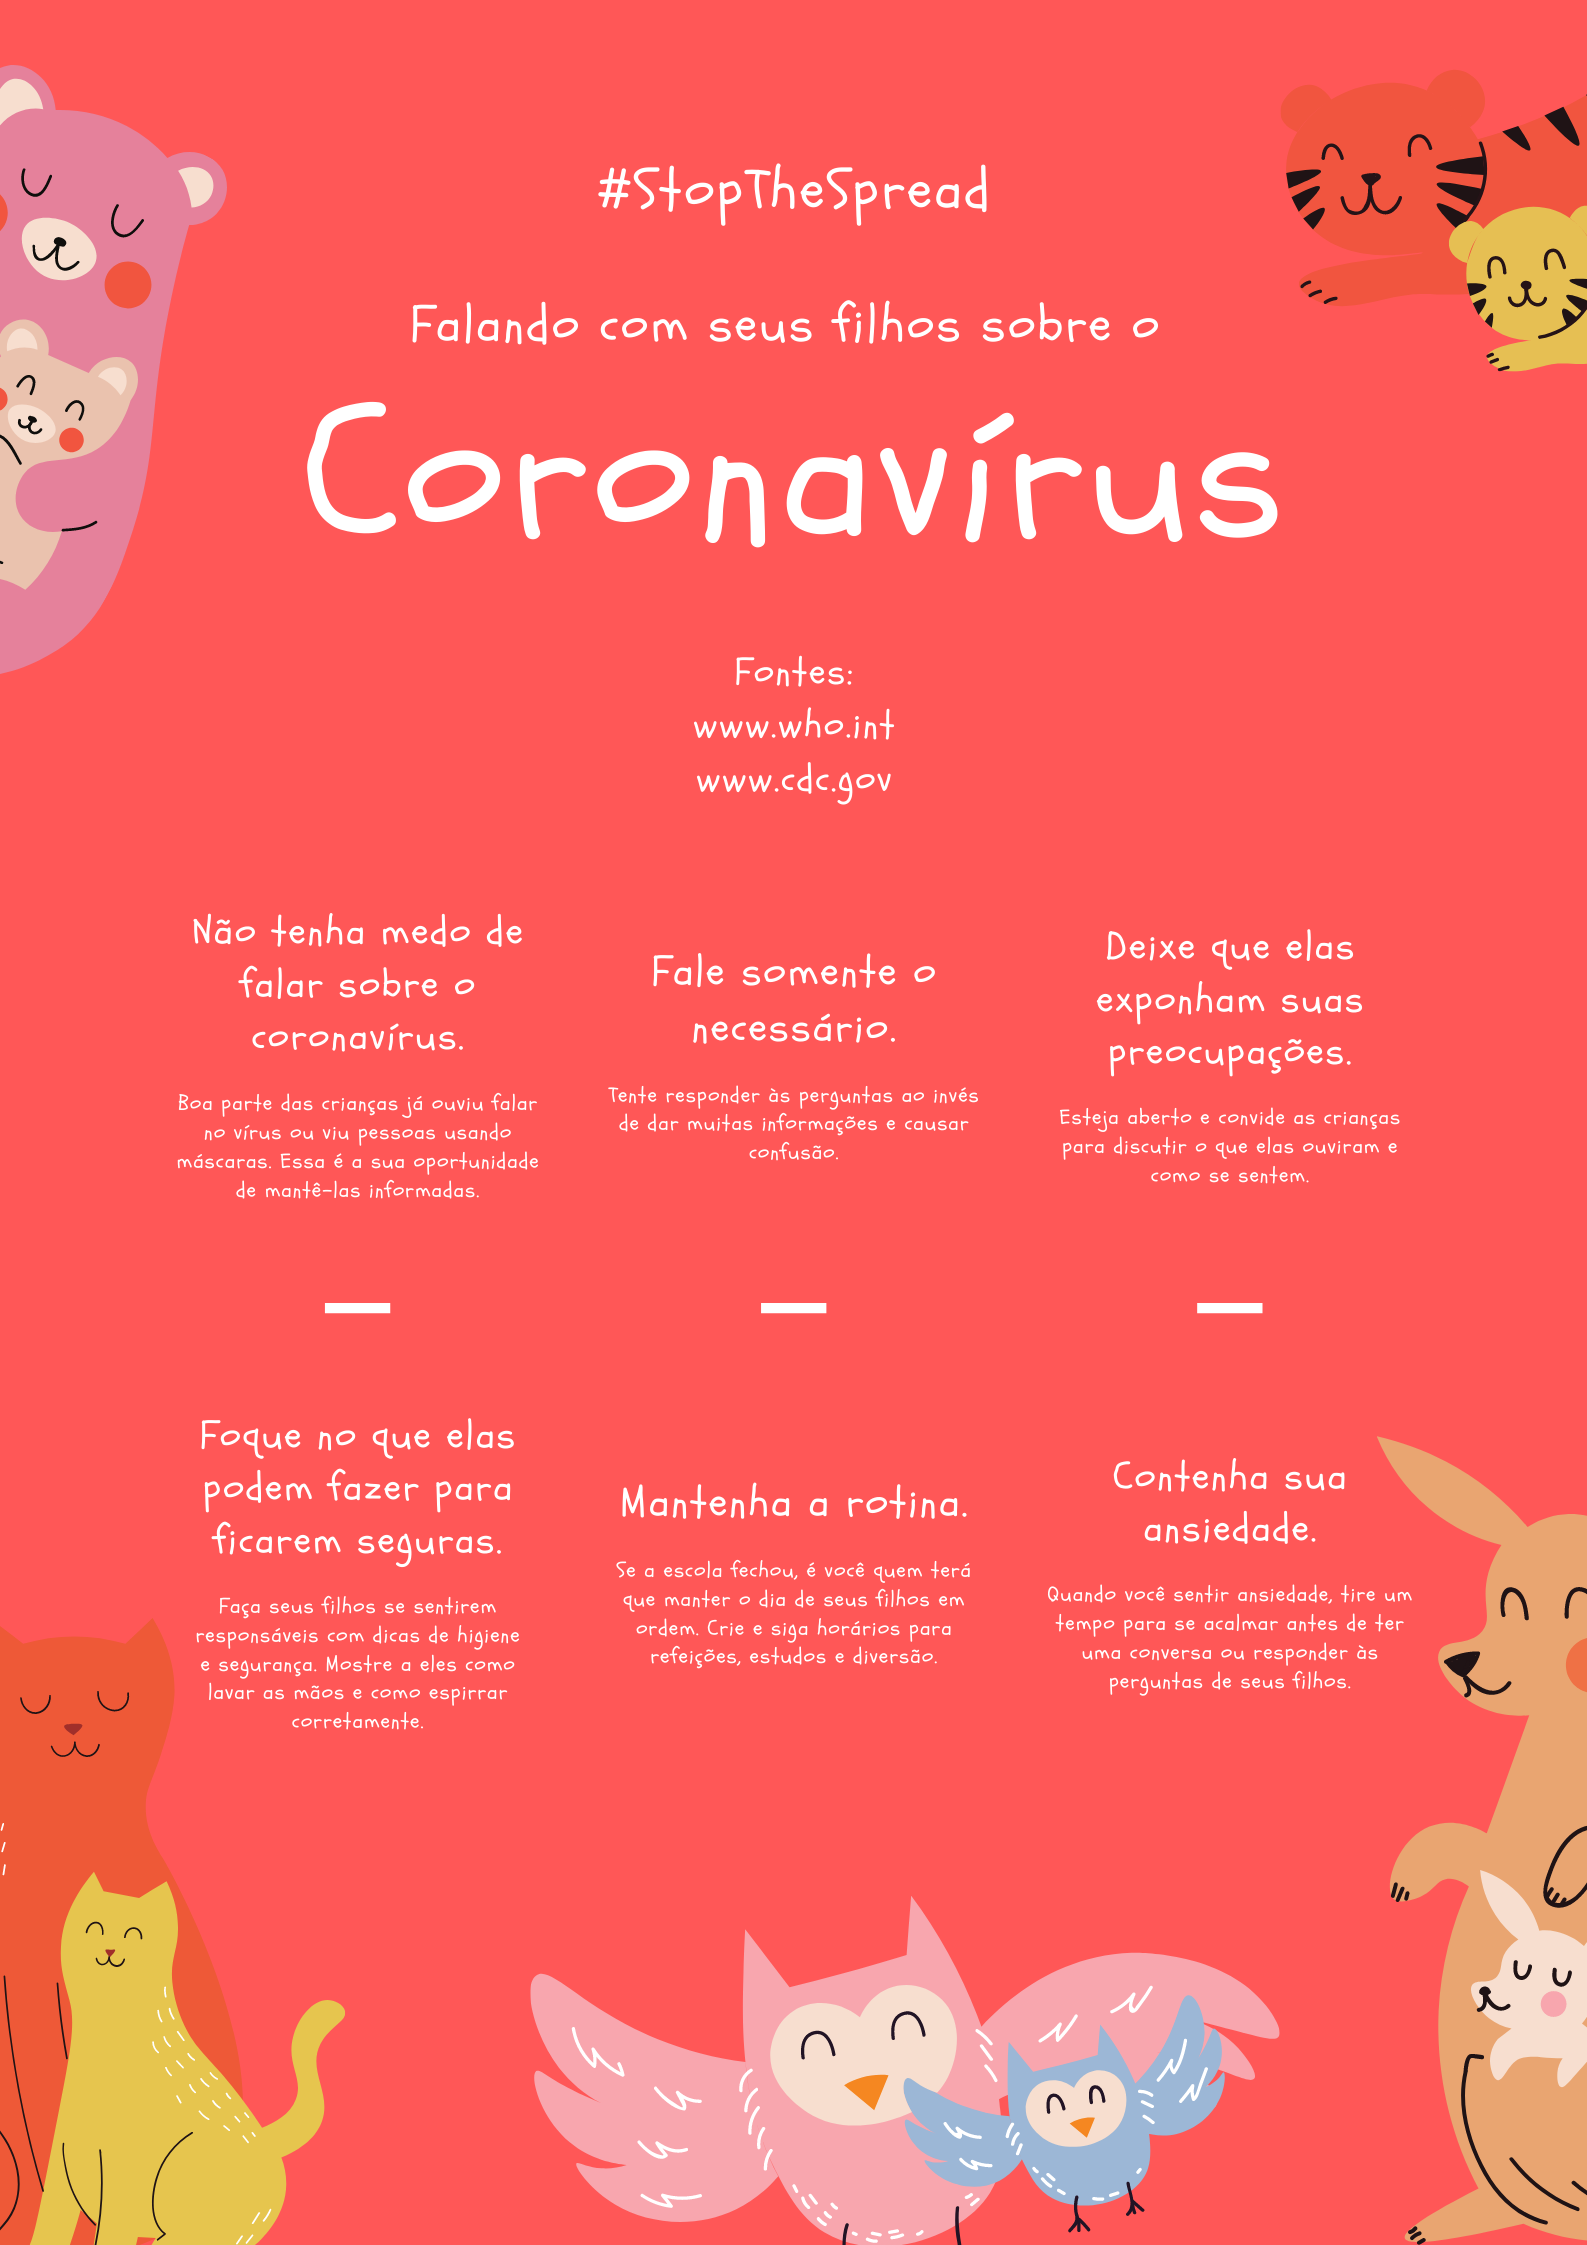 #StopTheSpread
Falando com seus filhos sobre o
Coronavírus
Fontes:
www.who.int
www.cdc.gov
Não tenha medo de
falar sobre o
coronavírus.
Boa parte das crianças já ouviu falar
no vírus ou viu pessoas usando
máscaras. Essa é a sua oportunidade
de mantê-las informadas.
Fale somente o
necessário.
Tente responder às perguntas ao invés
de dar muitas informações e causar
confusão.
Deixe que elas
exponham suas
preocupações.
Esteja aberto e convide as crianças
para discutir o que elas ouviram e
como se sentem.
Foque no que elas
podem fazer para
ficarem seguras.
Faça seus filhos se sentirem
responsáveis com dicas de higiene
e segurança. Mostre a eles como
lavar as mãos e como espirrar
corretamente.
Mantenha a rotina.
Se a escola fechou, é você quem terá
que manter o dia de seus filhos em
ordem. Crie e siga horários para
refeições, estudos e diversão.
Contenha sua
ansiedade.
Quando você sentir ansiedade, tire um
tempo para se acalmar antes de ter
uma conversa ou responder às
perguntas de seus filhos.